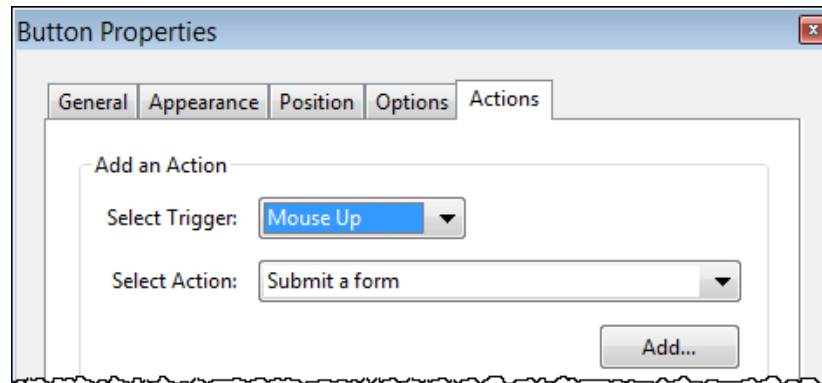 Button Properties
x
General Appearance Position Options Actions
Add an Action
Select Trigger: Mouse Up
Select Action: Submit a form
Add...